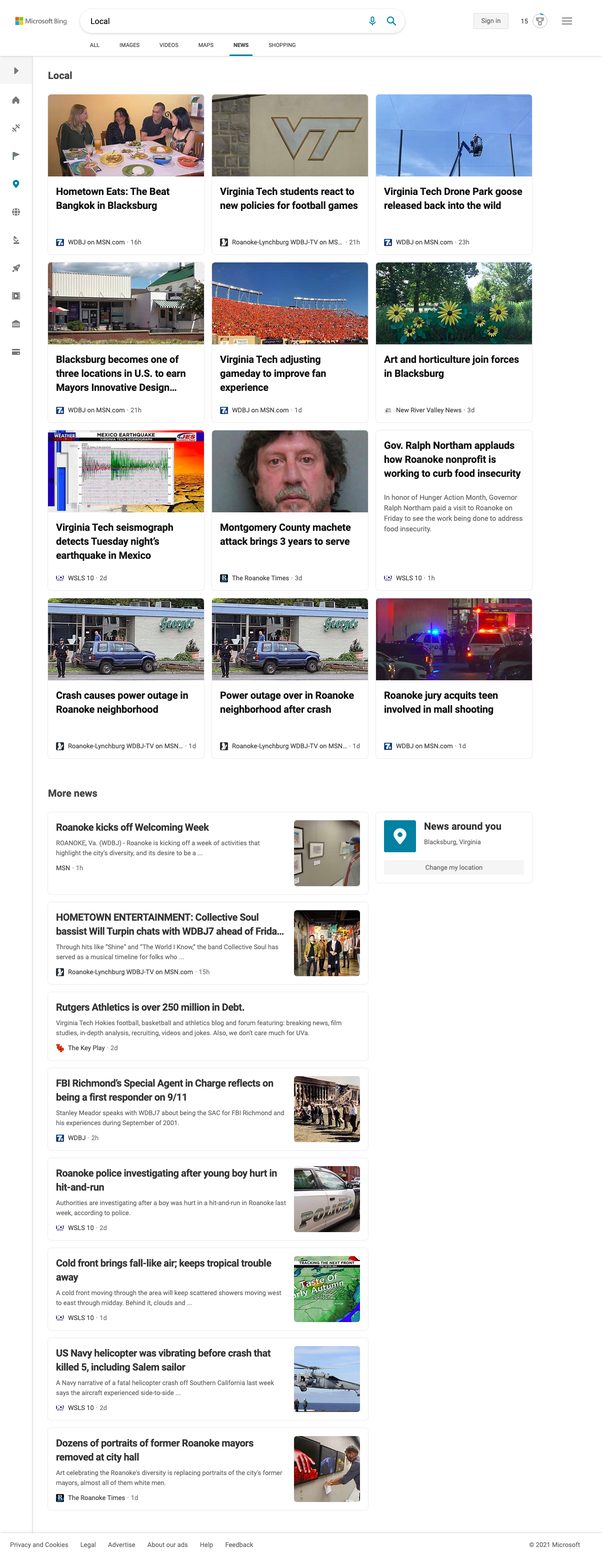 Microsoft Bing
Local
Sign in
15
ALL
IMAGES
VIDEOS
MAPS
NEWS
SHOPPING
Local
VT
Hometown Eats: The Beat
Bangkok in Blacksburg
WDBJ on MSN.com · 16h
Virginia Tech students react to
new policies for football games
Roanoke-Lynchburg WDBJ-TV on MS... · 21h
Virginia Tech Drone Park goose
released back into the wild
WDBJ on MSN.com · 23h
Blacksburg becomes one of
three locations in U.S. to earn
Mayors Innovative Design…
WDBJ on MSN.com · 21h
Virginia Tech adjusting
gameday to improve fan
experience
WDBJ on MSN.com · 1d
Art and horticulture join forces
in Blacksburg
New River Valley News · 3d
WEATHER
MEXICO EARTHQUAKE
Virginia Tech seismograph
detects Tuesday night's
earthquake in Mexico
WSLS 10 · 2d
Montgomery County machete
attack brings 3 years to serve
The Roanoke Times · 3d
Gov. Ralph Northam applauds
how Roanoke nonprofit is
working to curb food insecurity
In honor of Hunger Action Month, Governor
Ralph Northam paid a visit to Roanoke on
Friday to see the work being done to address
food insecurity.
WSLS 10 · 1h
Crash causes power outage in
Roanoke neighborhood
Roanoke-Lynchburg WDBJ-TV on MSN... · 1d
Power outage over in Roanoke
neighborhood after crash
Roanoke-Lynchburg WDBJ-TV on MSN... · 1d
Roanoke jury acquits teen
involved in mall shooting
WDBJ on MSN.com · 1d
More news
Roanoke kicks off Welcoming Week
ROANOKE, Va. (WDBJ) - Roanoke is kicking off a week of activities that
highlight the city's diversity, and its desire to be a ...
MSN · 1h
News around you
Blacksburg, Virginia
Change my location
HOMETOWN ENTERTAINMENT: Collective Soul
bassist Will Turpin chats with WDBJ7 ahead of Frida…
Through hits like "Shine" and "The World I Know," the band Collective Soul has
served as a musical timeline for folks who ...
Roanoke-Lynchburg WDBJ-TV on MSN.com · 15h
Rutgers Athletics is over 250 million in Debt.
Virginia Tech Hokies football, basketball and athletics blog and forum featuring: breaking news, film
studies, in-depth analysis, recruiting, videos and jokes. Also, we don't care much for UVa.
The Key Play · 2d
FBI Richmond's Special Agent in Charge reflects on
being a first responder on 9/11
Stanley Meador speaks with WDBJ7 about being the SAC for FBI Richmond and
his experiences during September of 2001.
WDBJ · 2h
Roanoke police investigating after young boy hurt in
hit-and-run
Authorities are investigating after a boy was hurt in a hit-and-run in Roanoke last
week, according to police.
WSLS 10 · 2d
POLICE
Cold front brings fall-like air; keeps tropical trouble
away
A cold front moving through the area will keep scattered showers moving west
to east through midday. Behind it, clouds and ...
WSLS 10 · 1d
TRACKING THE NEXT FRONT
US Navy helicopter was vibrating before crash that
killed 5, including Salem sailor
A Navy narrative of a fatal helicopter crash off Southern California last week
says the aircraft experienced side-to-side ...
WSLS 10 · 2d
Dozens of portraits of former Roanoke mayors
removed at city hall
Art celebrating the Roanoke's diversity is replacing portraits of the city's former
mayors, almost all of them white men.
The Roanoke Times · 1d
Privacy and Cookies
Legal
Advertise
About our ads
Help
Feedback
© 2021 Microsoft